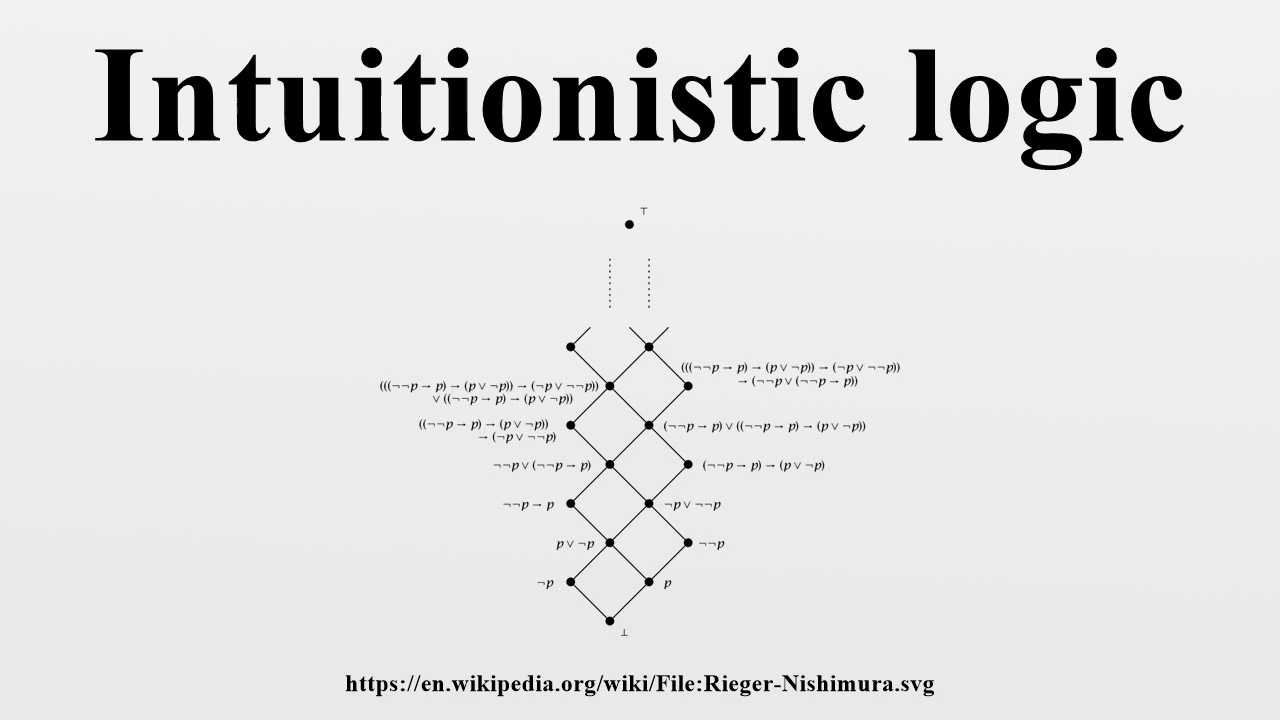 Intuitionistic logic
⊤
(((¬¬p → p) → (p ∨ ¬p)) → (¬p ∨ ¬¬p))
→ (¬¬p ∨ (¬¬p → p))
(((¬¬p → p) → (p ∨ ¬p)) → (¬p ∨ ¬¬p))
∨ ((¬¬p → p) → (p ∨ ¬p))
((¬¬p → p) → (p ∨ ¬p))
→ (¬p ∨ ¬¬p)
(¬¬p → p) ∨ ((¬¬p → p) → (p ∨ ¬p))
¬¬p ∨ (¬¬p → p)
(¬¬p → p) → (p ∨ ¬p)
¬¬p → p
¬p ∨ ¬¬p
p ∨ ¬p
¬¬p
¬p
p
⊥
https://en.wikipedia.org/wiki/File:Rieger-Nishimura.svg